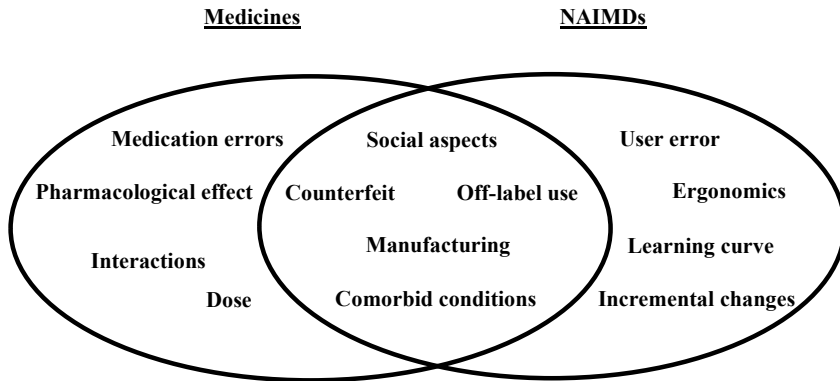 Medicines
NAIMDs
Medication errors
Social aspects
User error
Pharmacological effect
Counterfeit
Off-label use
Ergonomics
Interactions
Manufacturing
Learning curve
Dose
Comorbid conditions
Incremental changes